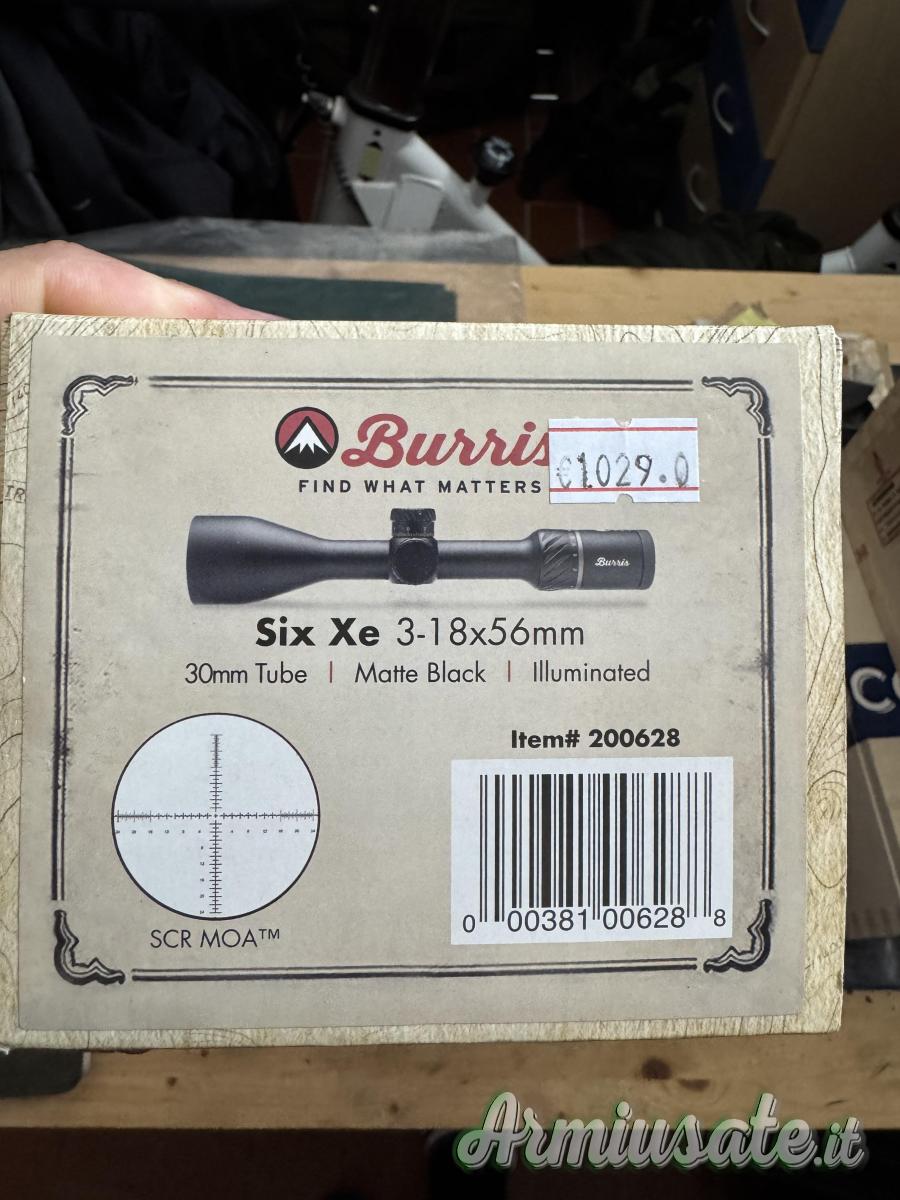 Burris
€1029.0
FIND WHAT MATTERS
Burris
Six Xe 3-18x56mm
30mm Tube | Matte Black | Illuminated
Item# 200628
SCR MOA™
0 00381 00628 8
Armiusate.it